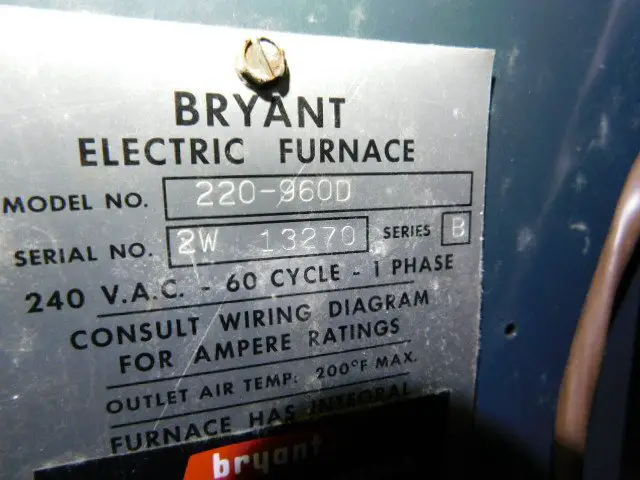 BRYANT
ELECTRIC FURNACE
MODEL NO. 220-960D
SERIAL NO. 2W 13270 SERIES B
240 V.A.C. - 60 CYCLE - 1 PHASE
CONSULT WIRING DIAGRAM
FOR AMPERE RATINGS
OUTLET AIR TEMP: 200°F MAX.
FURNACE HAS INTEGRAL
bryant